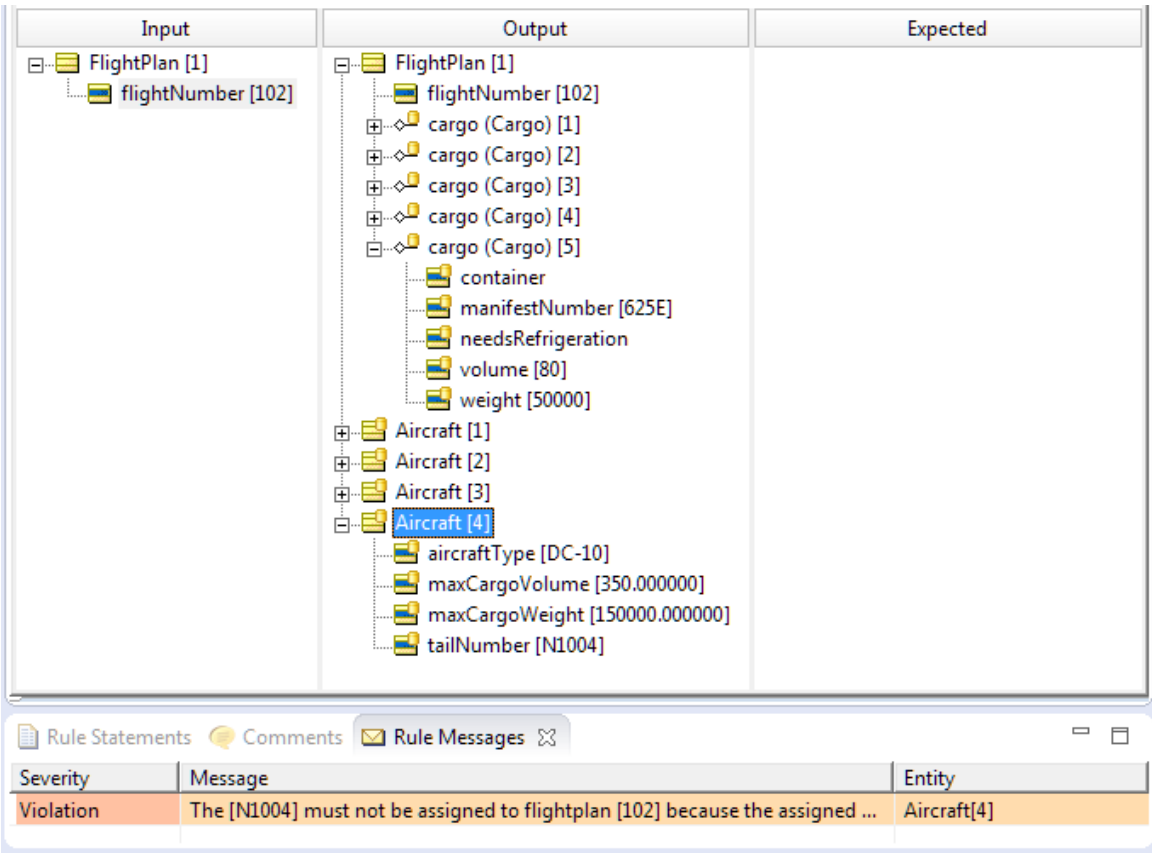 Input Output Expected
FlightPlan [1] FlightPlan [1]
flightNumber [102] flightNumber [102]
cargo (Cargo) [1]
cargo (Cargo) [2]
cargo (Cargo) [3]
cargo (Cargo) [4]
cargo (Cargo) [5]
container
manifestNumber [625E]
needsRefrigeration
volume [80]
weight [50000]
Aircraft [1]
Aircraft [2]
Aircraft [3]
Aircraft [4]
aircraftType [DC-10]
maxCargoVolume [350.000000]
maxCargoWeight [150000.000000]
tailNumber [N1004]
Rule Statements Comments Rule Messages
Severity Message Entity
Violation The [N1004] must not be assigned to flightplan [102] because the assigned ... Aircraft[4]